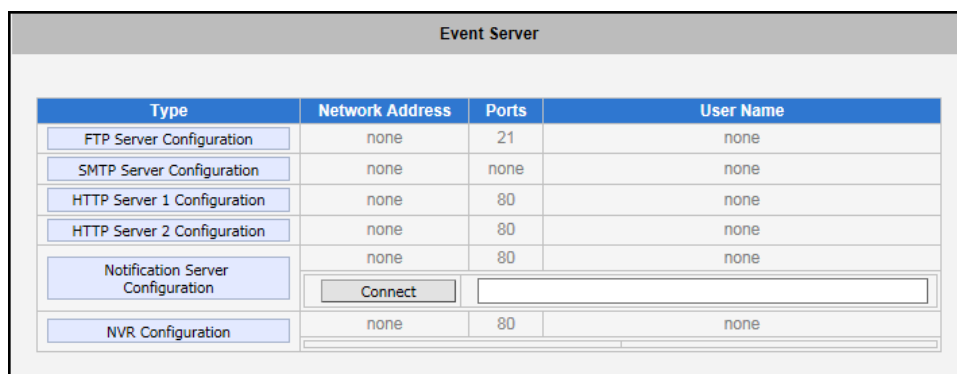 Event Server
Type Network Address Ports User Name
FTP Server Configuration none 21 none
SMTP Server Configuration none none none
HTTP Server 1 Configuration none 80 none
HTTP Server 2 Configuration none 80 none
Notification Server
Configuration
none 80 none
Connect
NVR Configuration none 80 none